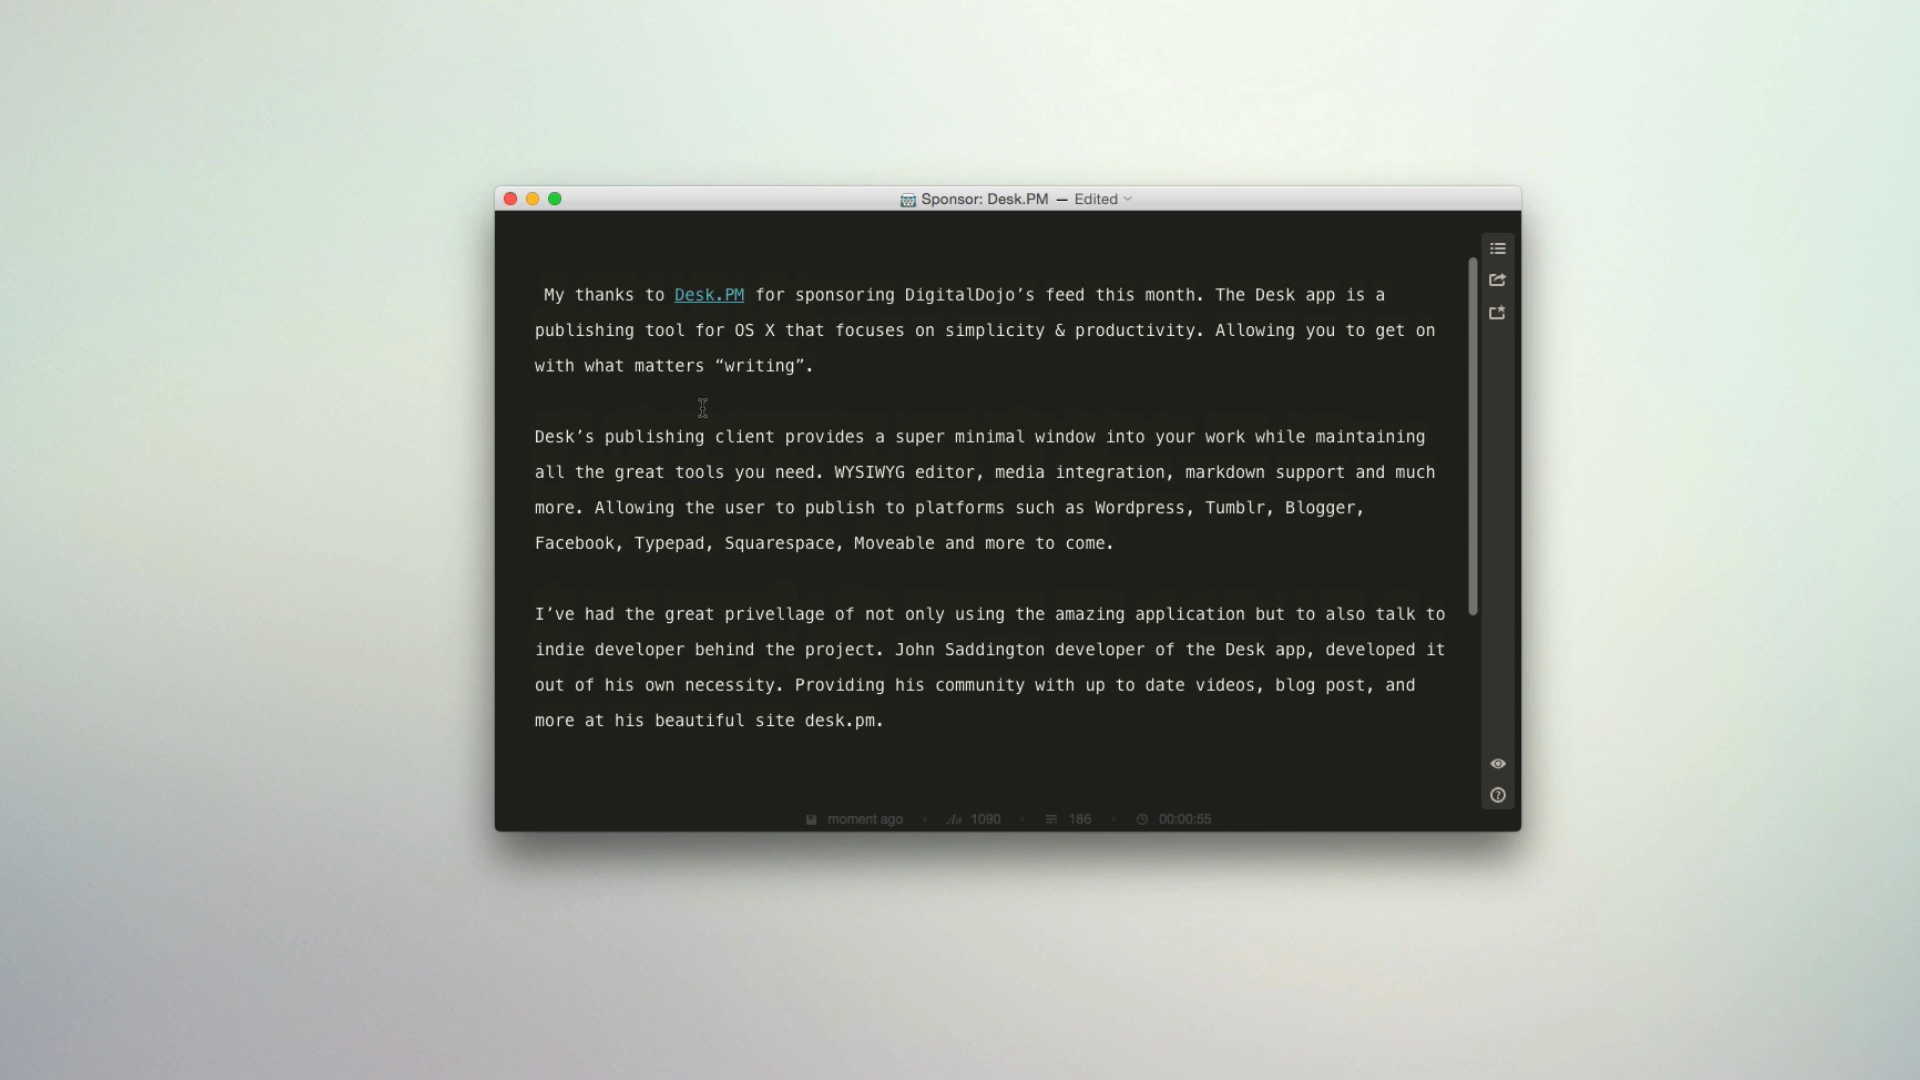 Sponsor: Desk.PM — Edited
My thanks to Desk.PM for sponsoring DigitalDojo’s feed this month. The Desk app is a
publishing tool for OS X that focuses on simplicity & productivity. Allowing you to get on
with what matters “writing”.
Desk’s publishing client provides a super minimal window into your work while maintaining
all the great tools you need. WYSIWYG editor, media integration, markdown support and much
more. Allowing the user to publish to platforms such as Wordpress, Tumblr, Blogger,
Facebook, Typepad, Squarespace, Moveable and more to come.
I’ve had the great privellage of not only using the amazing application but to also talk to
indie developer behind the project. John Saddington developer of the Desk app, developed it
out of his own necessity. Providing his community with up to date videos, blog post, and
more at his beautiful site desk.pm.
moment ago • Aa 1090 • 186 • 00:00:55